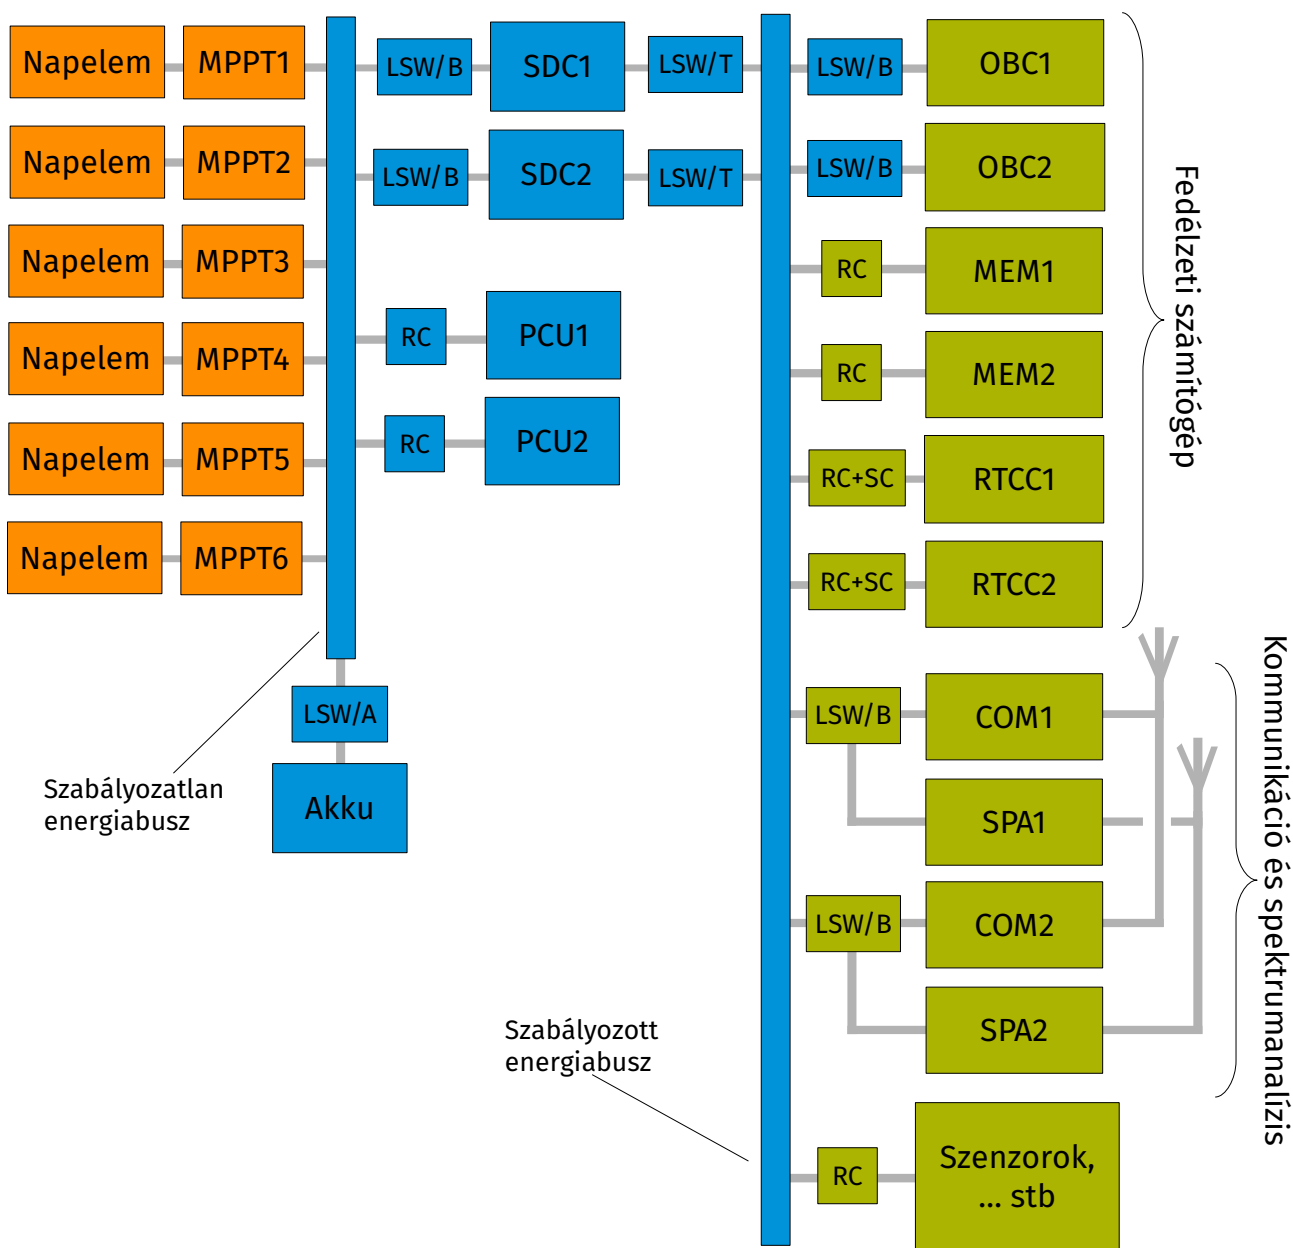 Napelem
MPPT1
LSW/B
SDC1
LSW/T
LSW/B
OBC1
Napelem
MPPT2
LSW/B
SDC2
LSW/T
LSW/B
OBC2
Napelem
MPPT3
RC
MEM1
Napelem
MPPT4
RC
PCU1
RC
MEM2
Napelem
MPPT5
RC
PCU2
RC+SC
RTCC1
Napelem
MPPT6
RC+SC
RTCC2
Fedélzeti számítógép
LSW/A
Akku
Szabályozatlan
energiabusz
LSW/B
COM1
SPA1
LSW/B
COM2
SPA2
Kommunikáció és spektrumanalízis
Szabályozott
energiabusz
RC
Szenzorok,
... stb